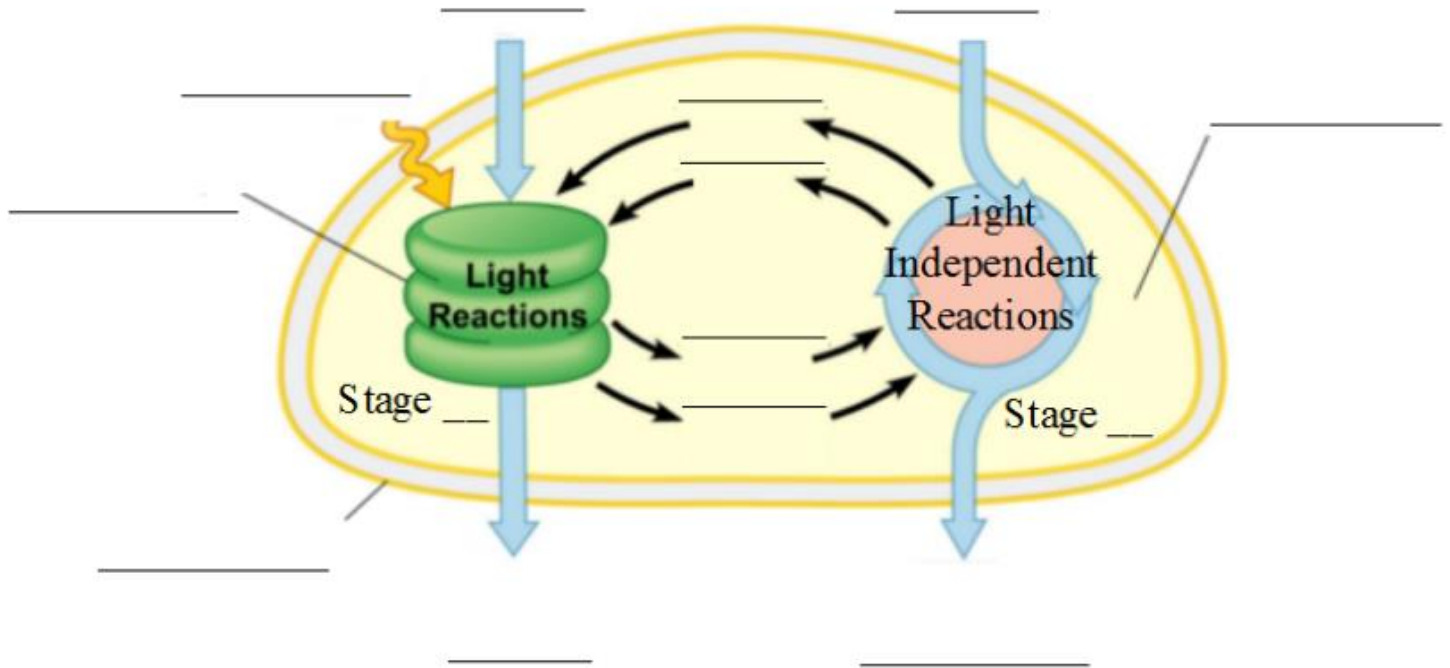 Light
Reactions
Stage __
Light
Independent
Reactions
Stage __